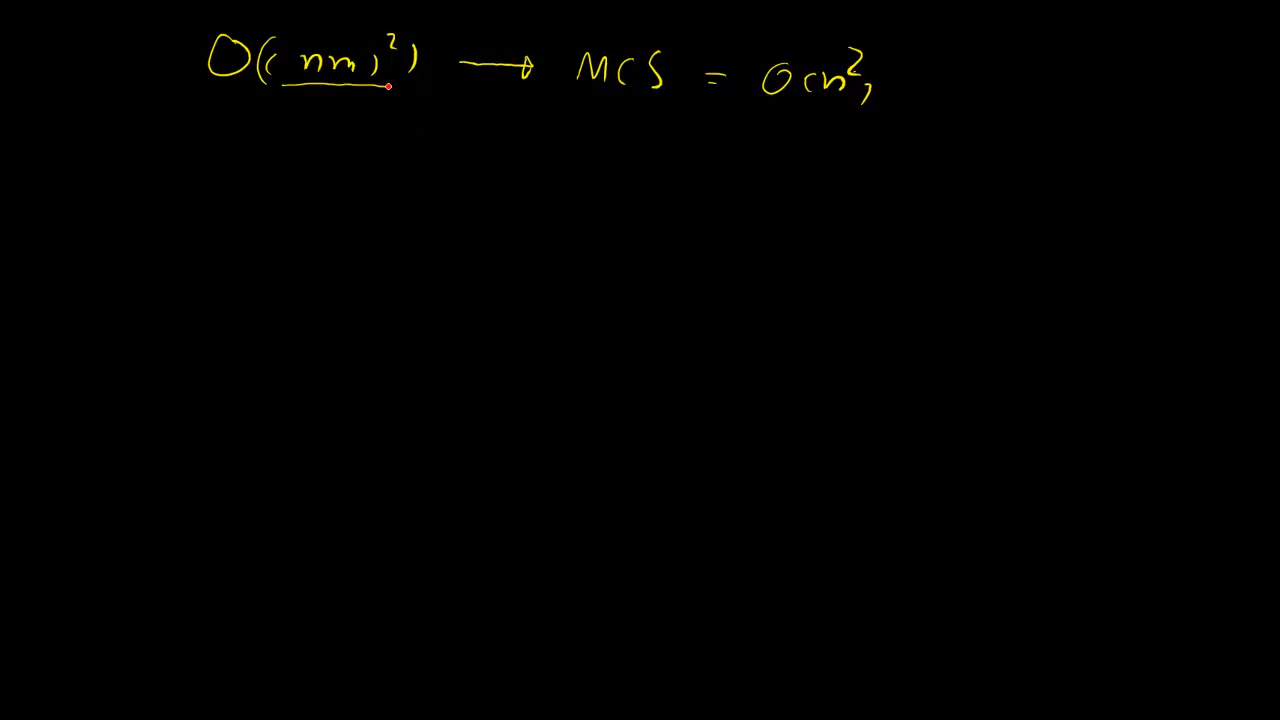 O((nm)²) → MCS = O(n²)